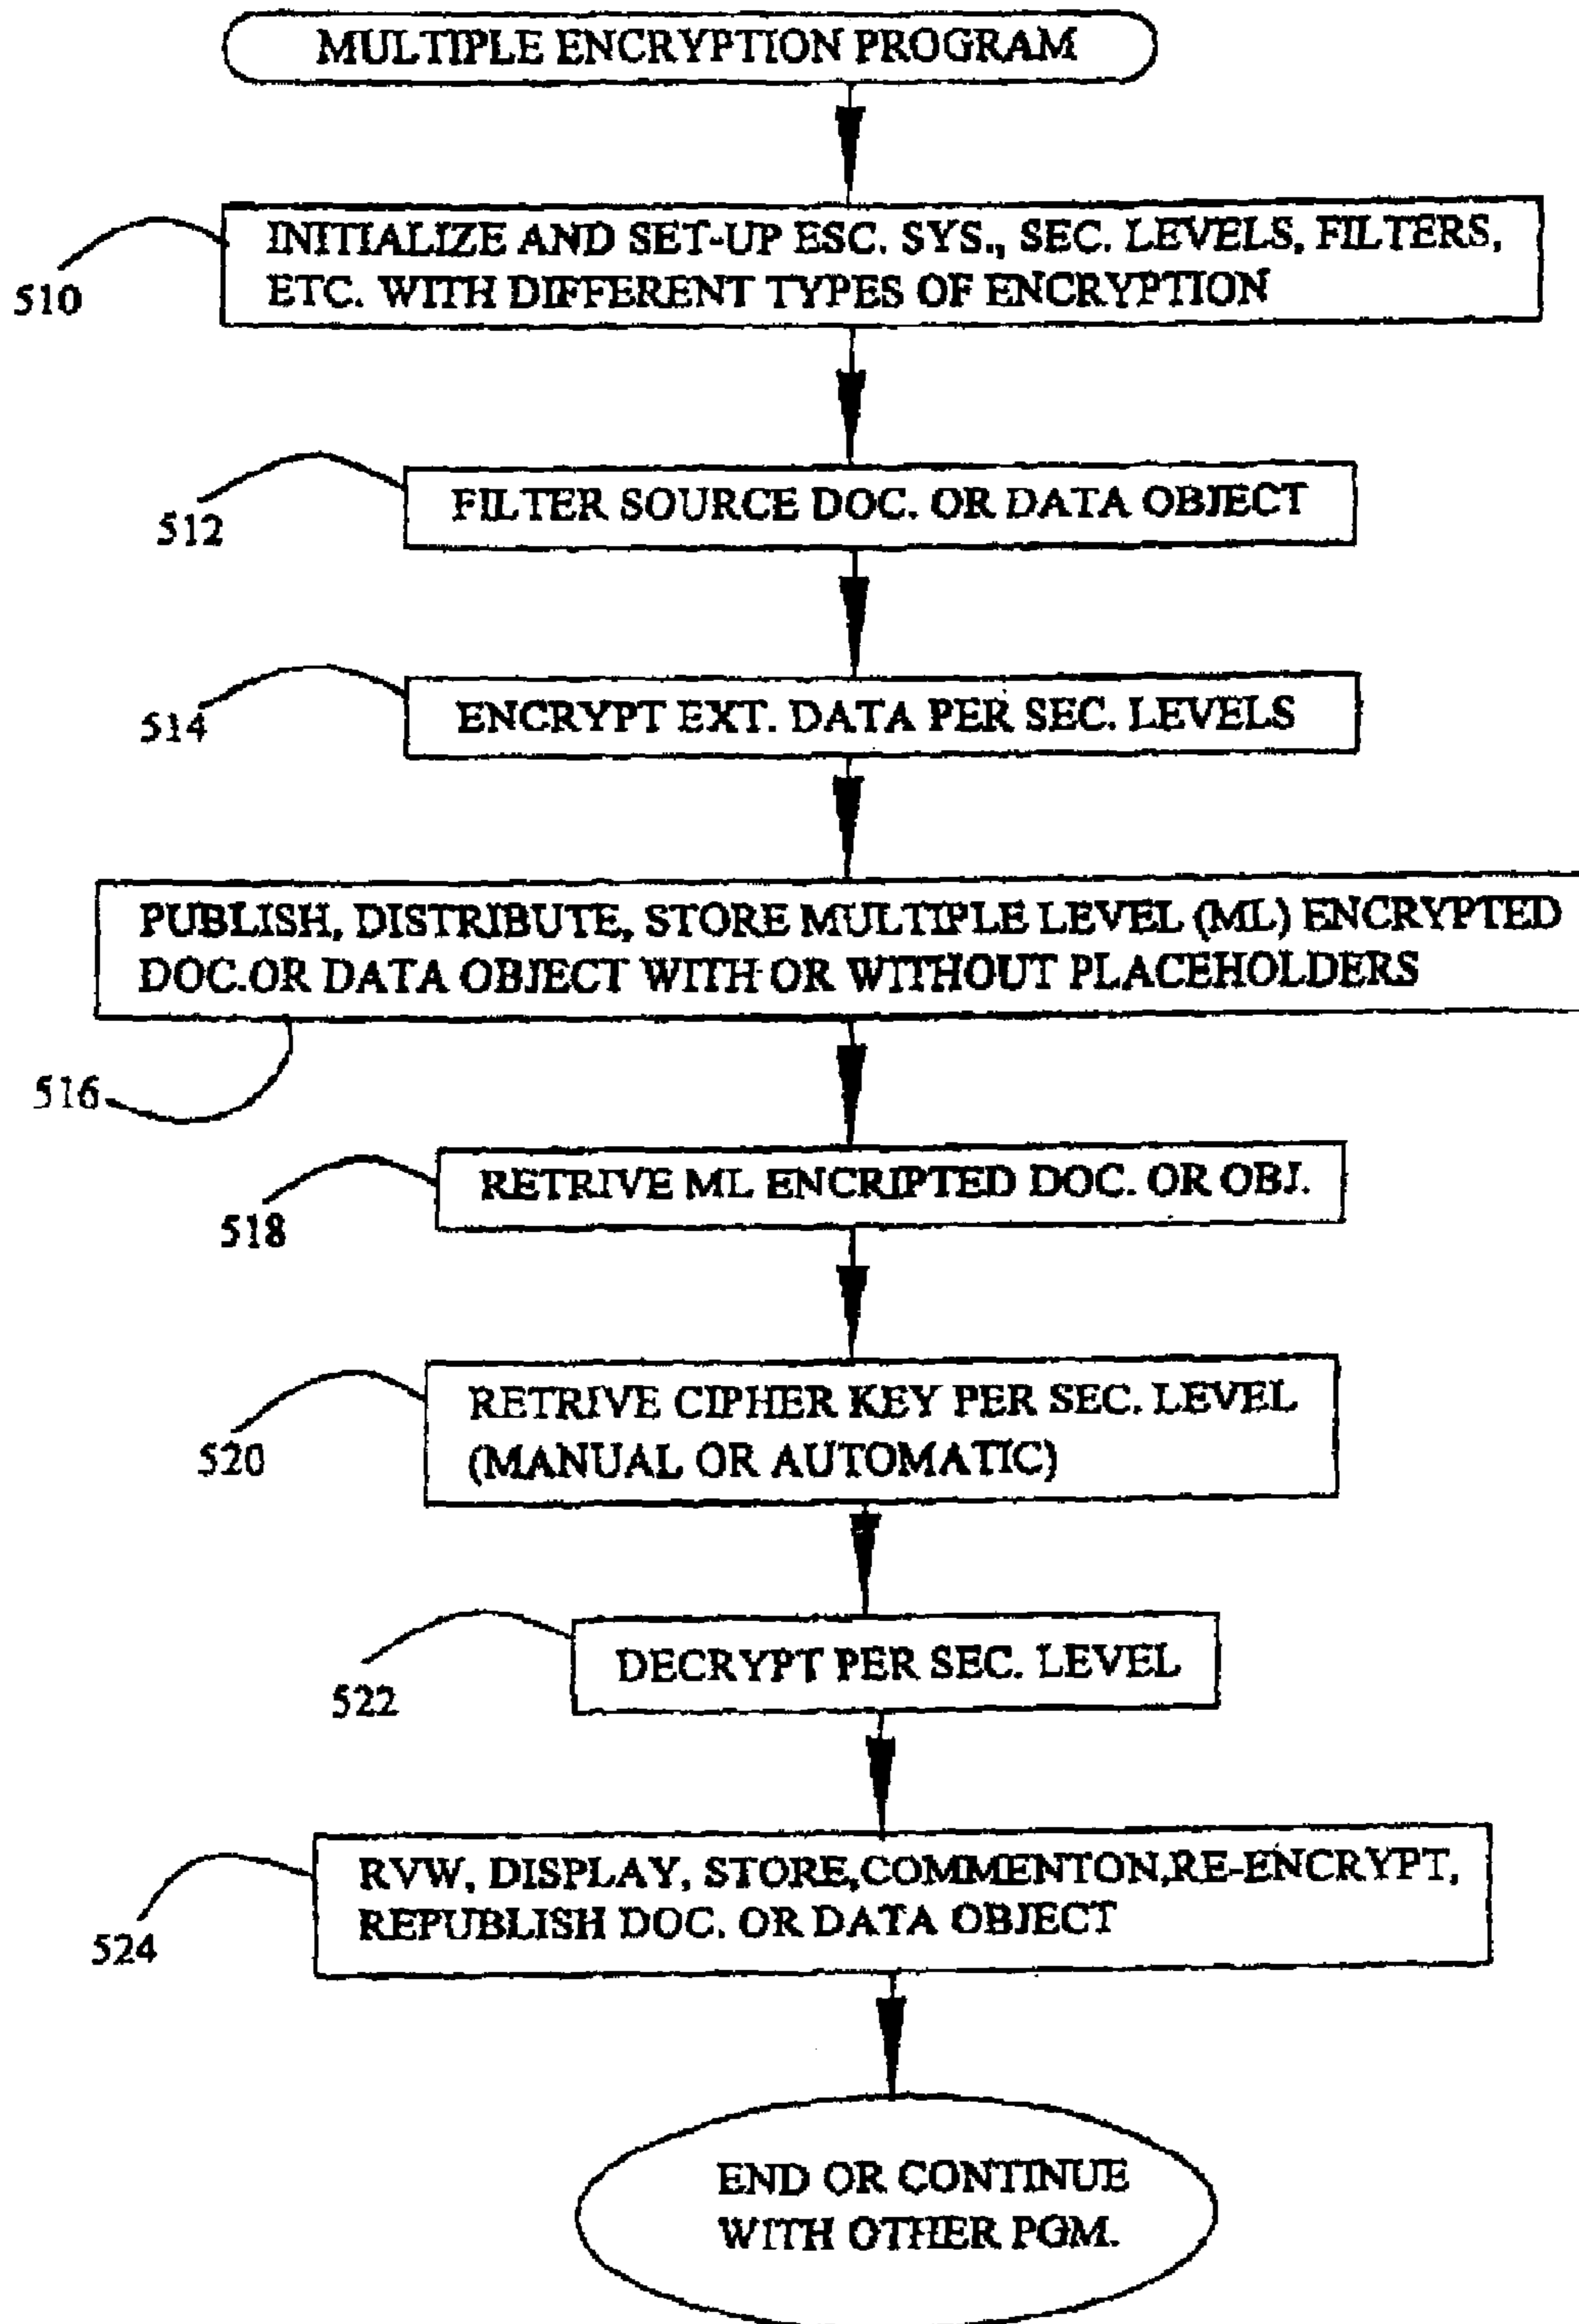 MULTIPLE ENCRYPTION PROGRAM
INITIALIZE AND SET-UP ESC. SYS., SEC. LEVELS, FILTERS,
ETC. WITH DIFFERENT TYPES OF ENCRYPTION
510
FILTER SOURCE DOC. OR DATA OBJECT
512
ENCRYPT EXT. DATA PER SEC. LEVELS
514
PUBLISH, DISTRIBUTE, STORE MULTIPLE LEVEL (ML) ENCRYPTED
DOC.OR DATA OBJECT WITH OR WITHOUT PLACEHOLDERS
516
RETRIVE ML ENCRIPTED DOC. OR OBJ.
518
RETRIVE CIPHER KEY PER SEC. LEVEL
(MANUAL OR AUTOMATIC)
520
DECRYPT PER SEC. LEVEL
522
RVW, DISPLAY, STORE,COMMENTON,RE-ENCRYPT,
REPUBLISH DOC. OR DATA OBJECT
524
END OR CONTINUE
WITH OTHER PGM.